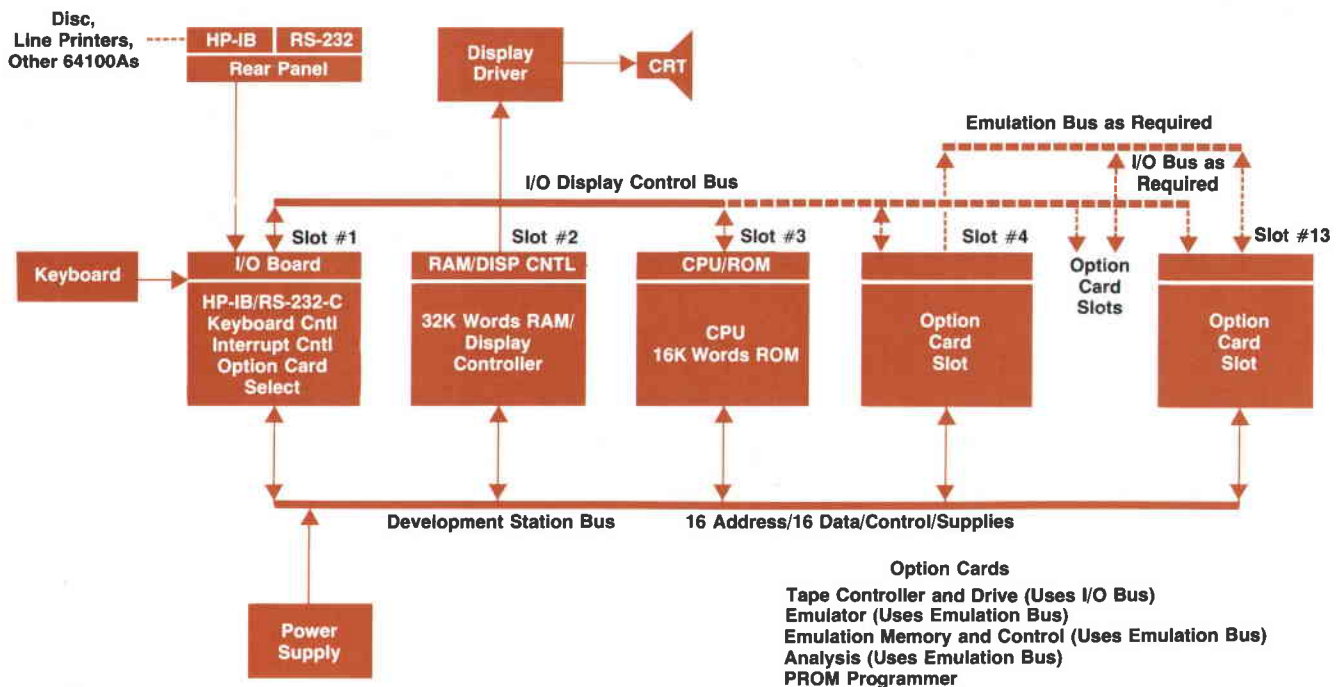 Disc,
Line Printers,
Other 64100As
HP-IB
RS-232
Rear Panel
Display
Driver
CRT
Emulation Bus as Required
I/O Bus as
Required
I/O Display Control Bus
Slot #1
Slot #2
Slot #3
Slot #4
Slot #13
Keyboard
I/O Board
HP-IB/RS-232-C
Keyboard Cntl
Interrupt Cntl
Option Card
Select
RAM/DISP CNTL
32K Words RAM/
Display
Controller
CPU/ROM
CPU
16K Words ROM
Option
Card
Slot
Option
Card
Slots
Option
Card
Slot
Development Station Bus
16 Address/16 Data/Control/Supplies
Power
Supply
Option Cards
Tape Controller and Drive (Uses I/O Bus)
Emulator (Uses Emulation Bus)
Emulation Memory and Control (Uses Emulation Bus)
Analysis (Uses Emulation Bus)
PROM Programmer